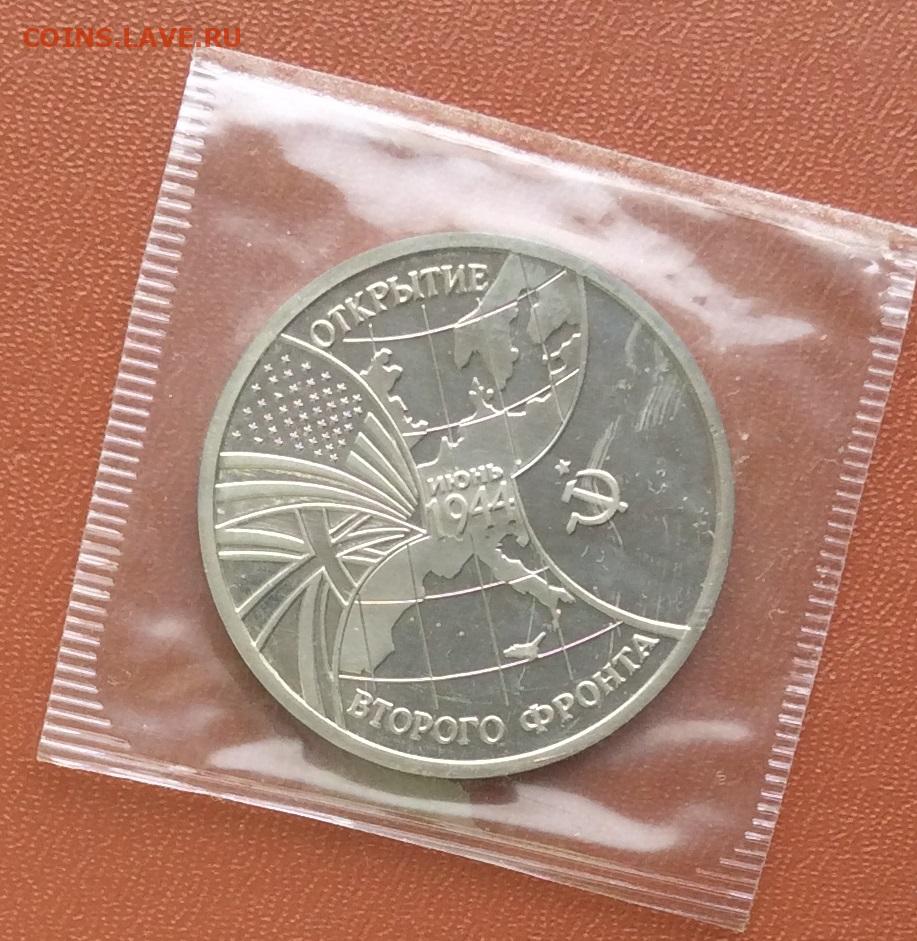 COINS.LAVE.RU
ОТКРЫТИЕ
ИЮНЬ
1944
ВТОРОГО ФРОНТА